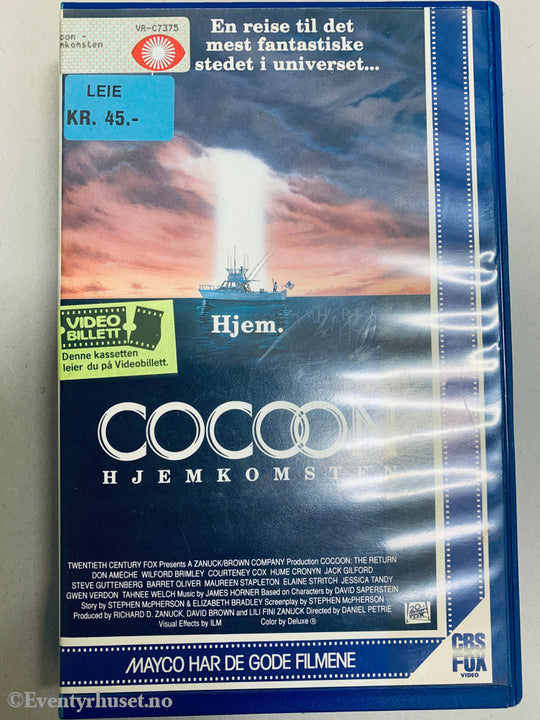 VR-C7375
oon -
mkomsten
En reise til det
mest fantastiske
stedet i universet...
LEIE
KR. 45.-
Hjem.
VIDEO
BILLETT
Denne kassetten
leier du på Videobillett.
COCOON
HJEMKOMSTEN
TWENTIETH CENTURY FOX Presents A ZANUCK/BROWN COMPANY Production COCOON: THE RETURN
DON AMECHE WILFORD BRIMLEY COURTENEY COX HUME CRONYN JACK GILFORD
STEVE GUTTENBERG BARRET OLIVER MAUREEN STAPLETON ELAINE STRITCH JESSICA TANDY
GWEN VERDON TAHNEE WELCH Music by JAMES HORNER Based on Characters by DAVID SAPERSTEIN
Story by STEPHEN McPHERSON & ELIZABETH BRADLEY Screenplay by STEPHEN McPHERSON
Produced by RICHARD D. ZANUCK, DAVID BROWN and LILI FINI ZANUCK Directed by DANIEL PETRIE
Visual Effects by ILM Color by Deluxe ®
MAYCO HAR DE GODE FILMENE
CBS
FOX
VIDEO
©Eventyrhuset.no